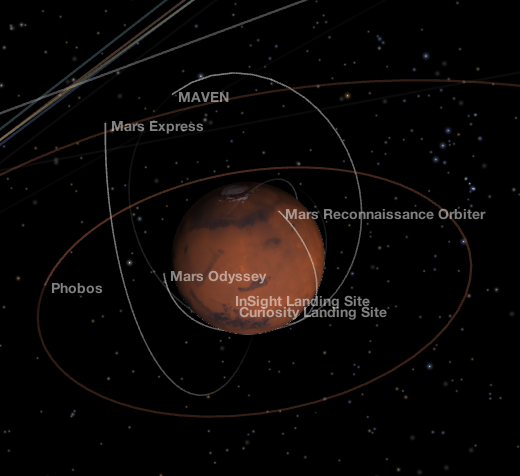 MAVEN
Mars Express
Mars Reconnaissance Orbiter
Mars Odyssey
Phobos
InSight Landing Site
Curiosity Landing Site